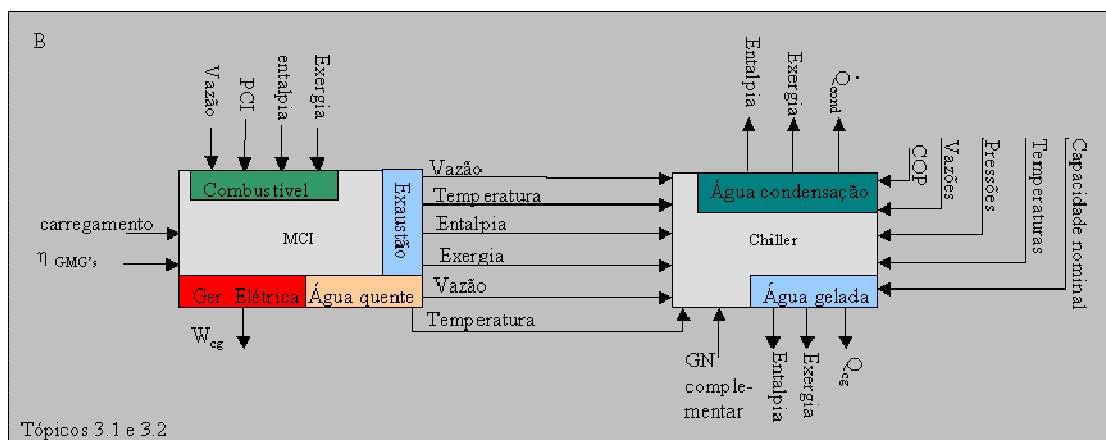 B
Vazão
PCI
entalpia
Exergia
Entalpia
Exergia
Q̇cond
COP
Vazões
Pressões
Temperaturas
Capacidade nominal
Combustível
Exaustão
MCI
carregamento
η GMG's
Ger. Elétrica
Água quente
Wcg
Vazão
Temperatura
Entalpia
Exergia
Vazão
Temperatura
Água condensação
Chiller
Água gelada
GN
comple-
mentar
Entalpia
Exergia
Qcg
Tópicos 3.1 e 3.2